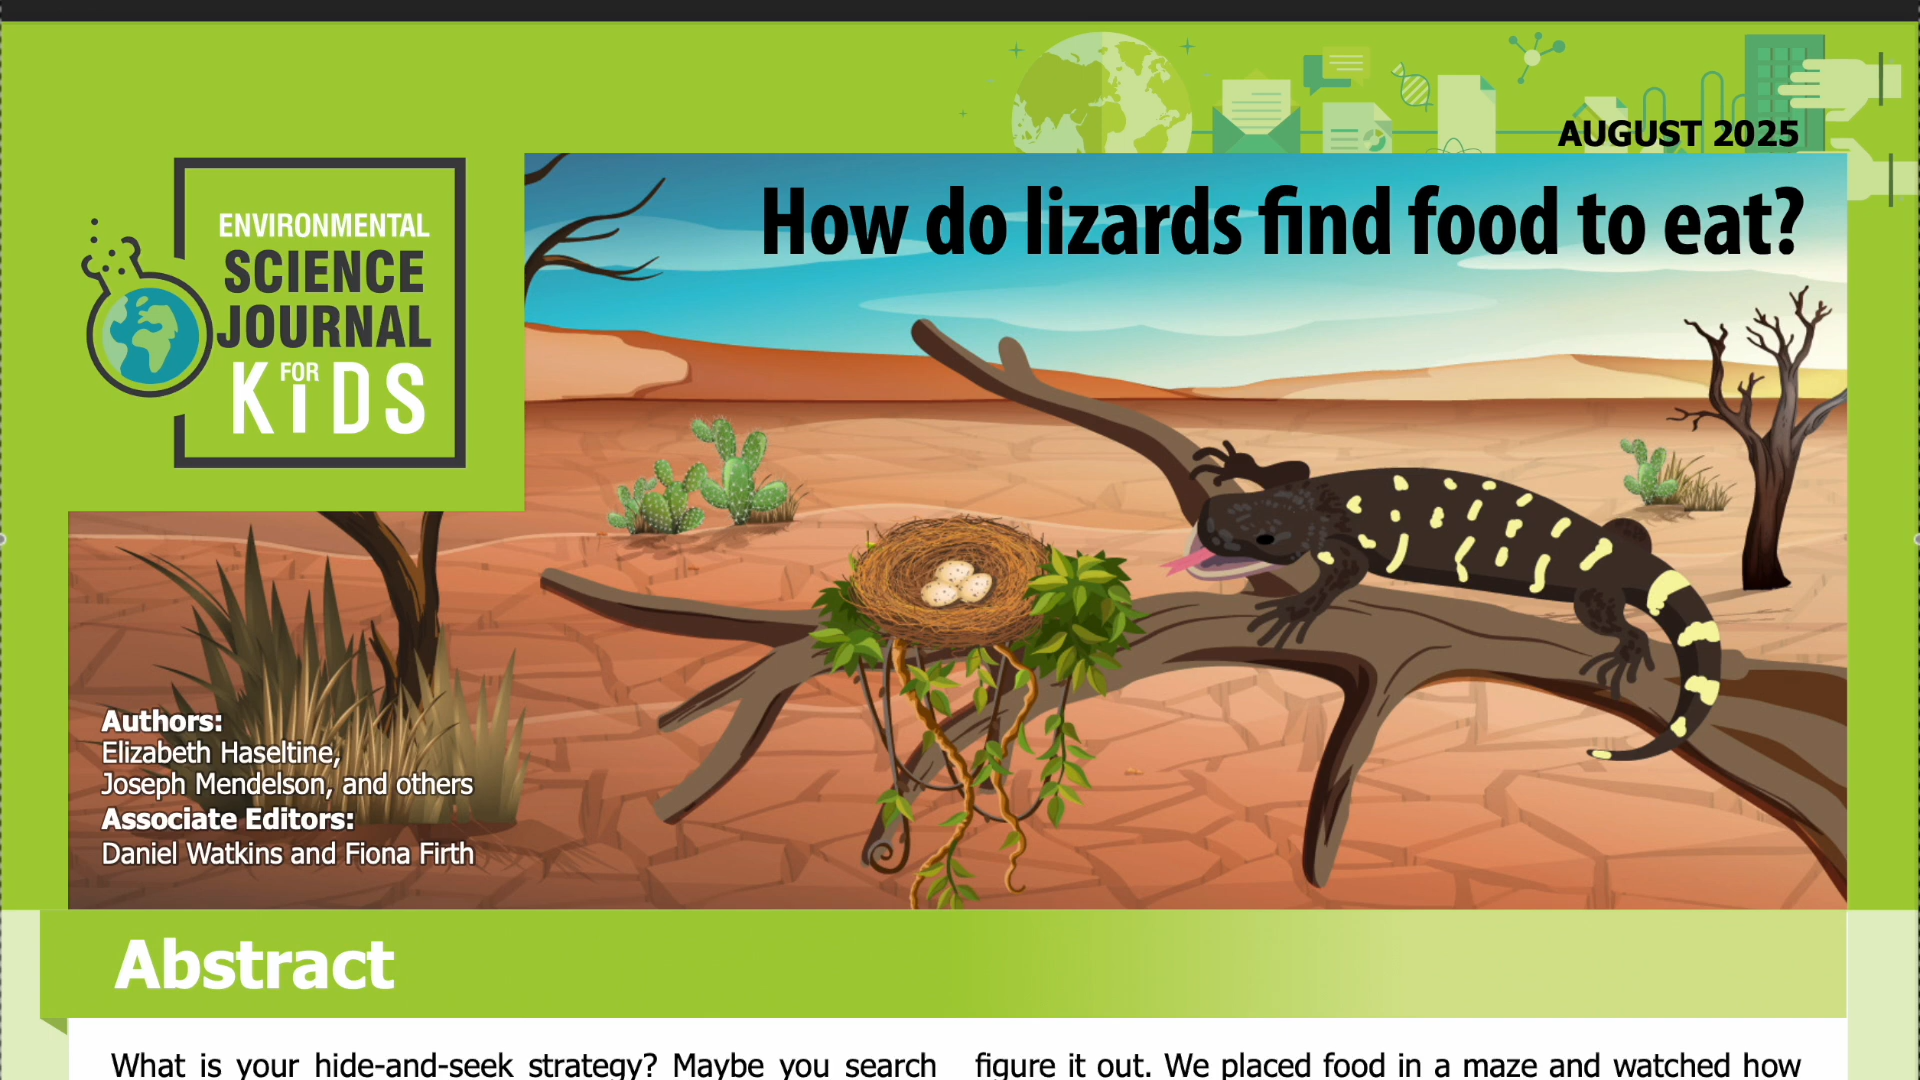 AUGUST 2025
ENVIRONMENTAL
SCIENCE
JOURNAL
FOR
KiDS
How do lizards find food to eat?
Authors:
Elizabeth Haseltine,
Joseph Mendelson, and others
Associate Editors:
Daniel Watkins and Fiona Firth
Abstract
What is your hide-and-seek strategy? Maybe you search
figure it out. We placed food in a maze and watched how